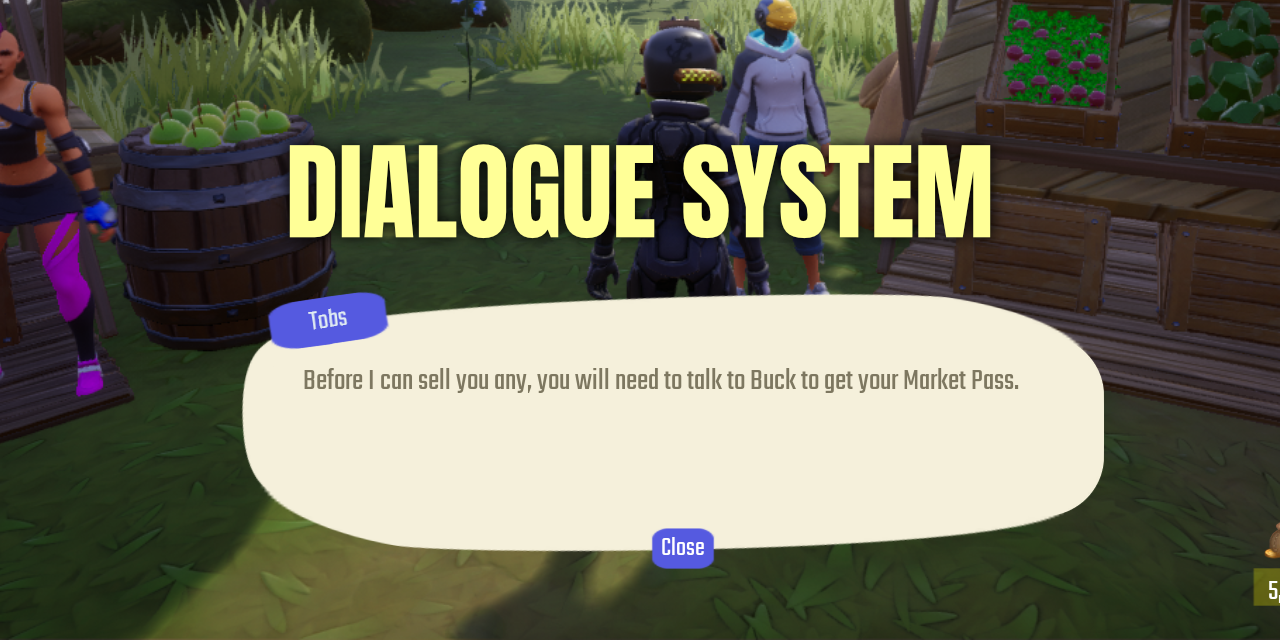 DIALOGUE SYSTEM
Tobs
Before I can sell you any, you will need to talk to Buck to get your Market Pass.
Close
5,